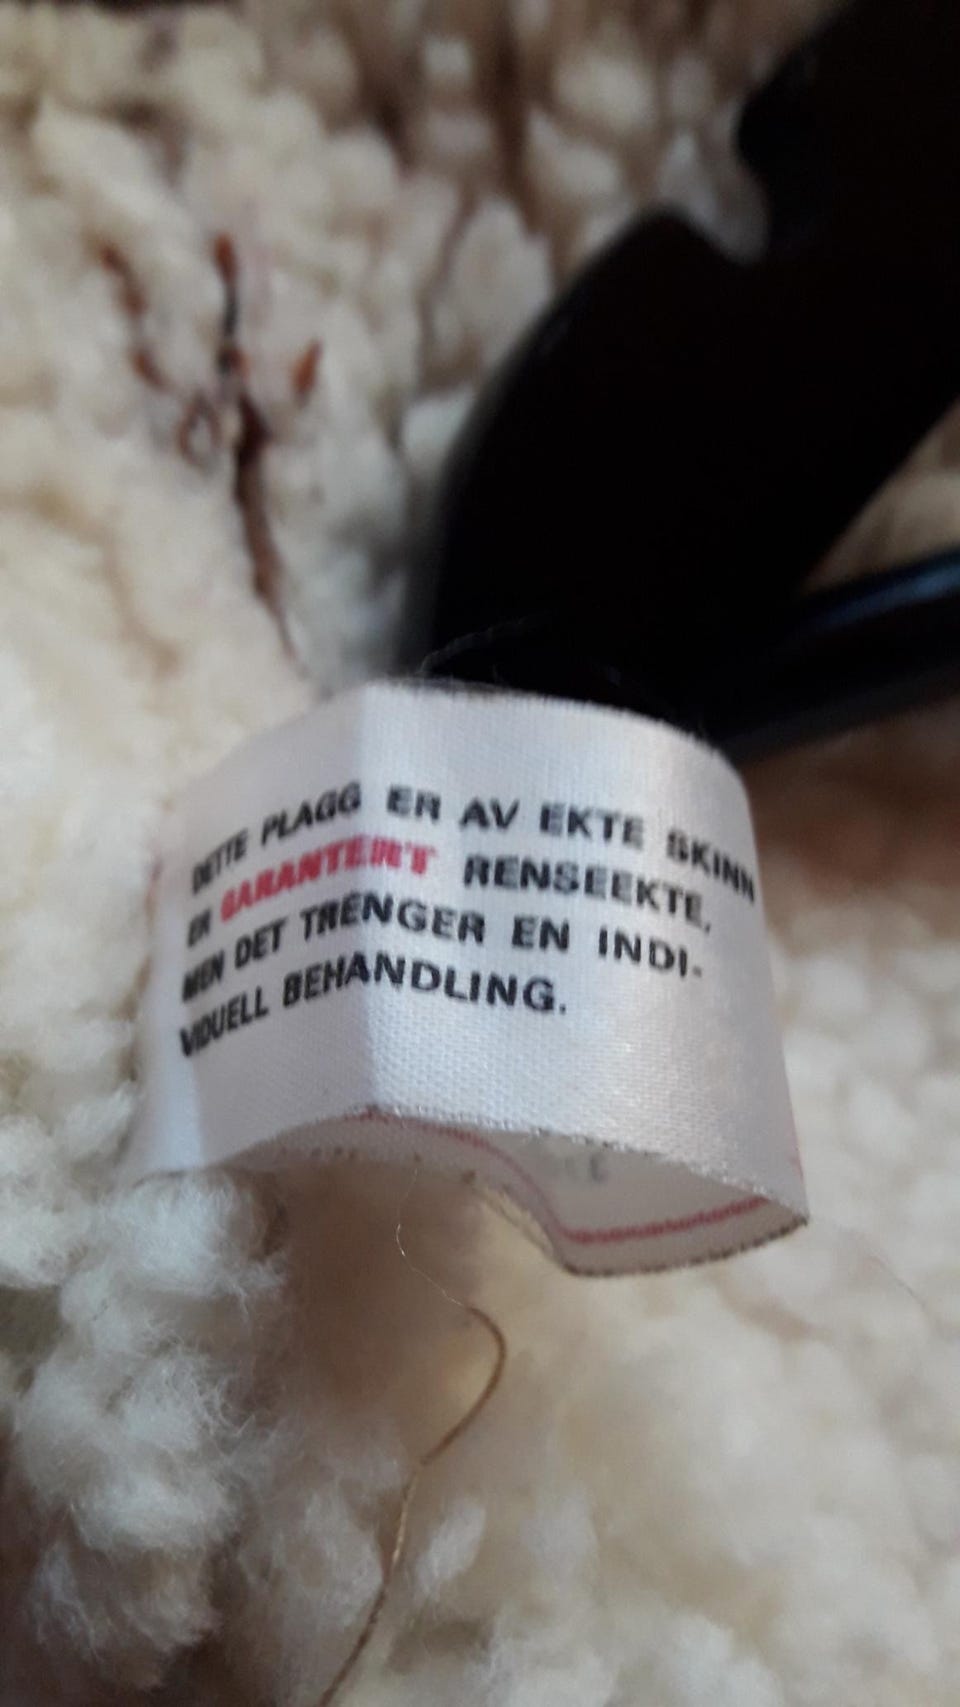 DETTE PLAGG ER AV EKTE SKINN
ER GARANTERT RENSEEKTE,
MEN DET TRENGER EN INDI-
VIDUELL BEHANDLING.